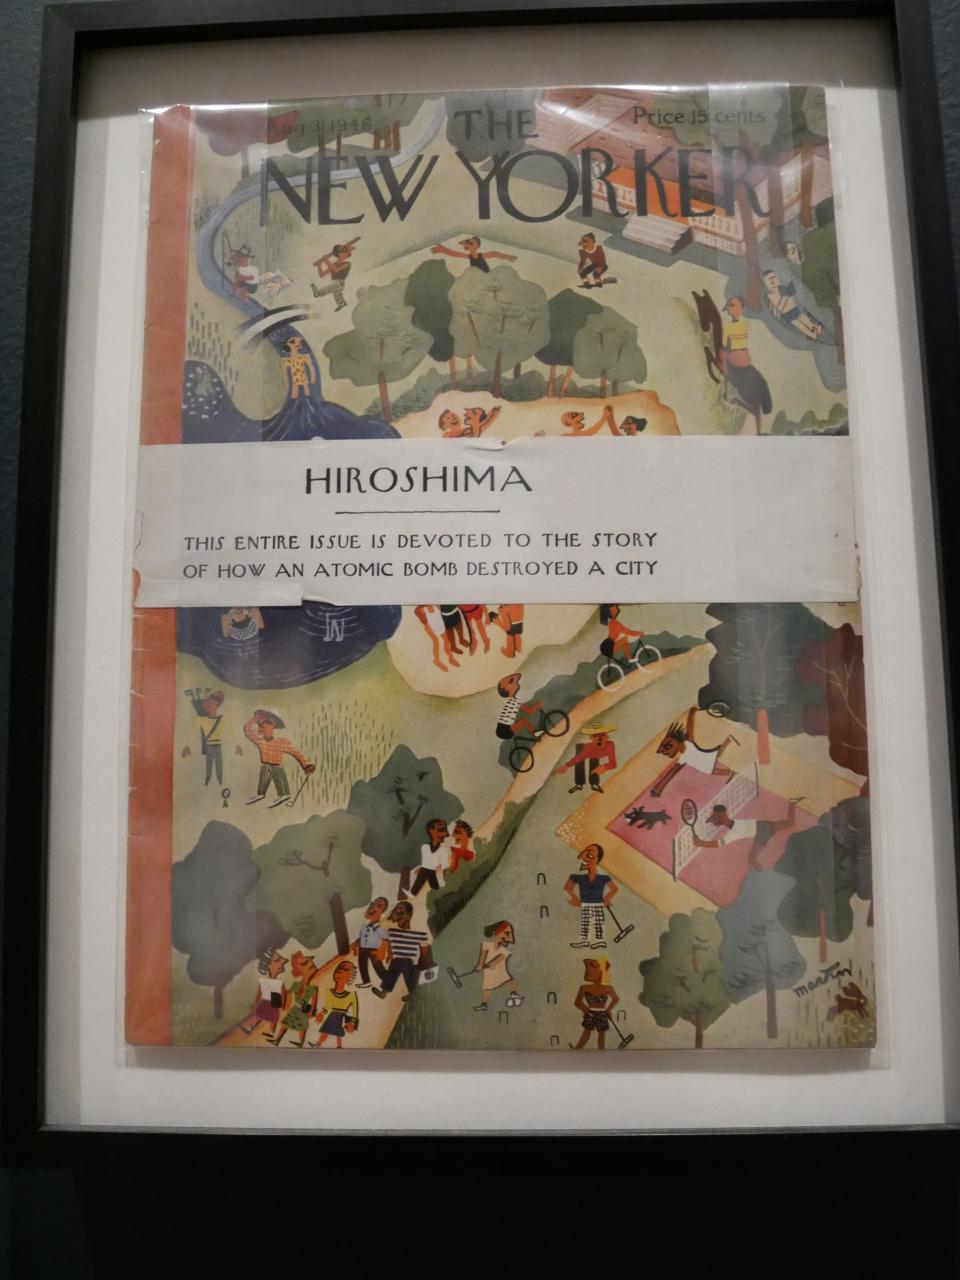 Aug. 31, 1946
THE
Price 15 cents
NEW YORKER
HIROSHIMA
THIS ENTIRE ISSUE IS DEVOTED TO THE STORY
OF HOW AN ATOMIC BOMB DESTROYED A CITY
martin